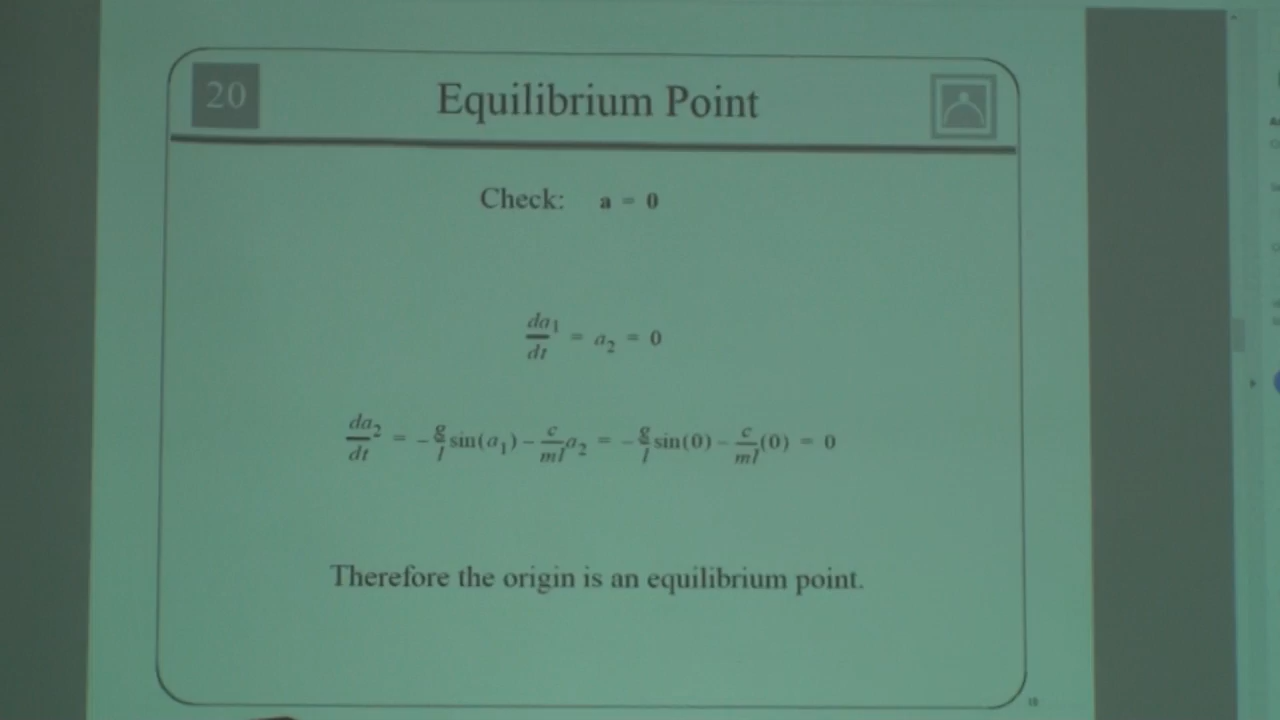 20
Equilibrium Point
Check: a = 0
da₁/dt = a₂ = 0
da₂/dt = -g/l sin(a₁) - c/ml a₂ = -g/l sin(0) - c/ml (0) = 0
Therefore the origin is an equilibrium point.